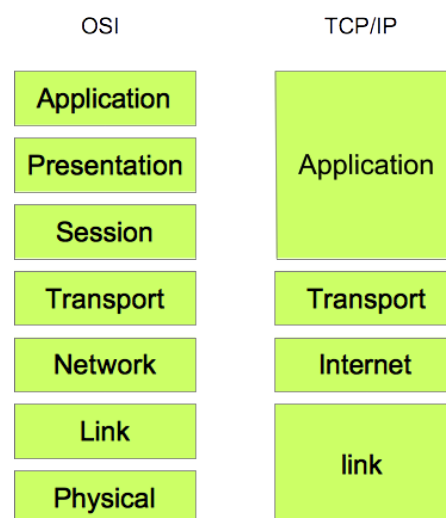 OSI
TCP/IP
Application
Presentation
Session
Transport
Network
Link
Physical
Application
Transport
Internet
link